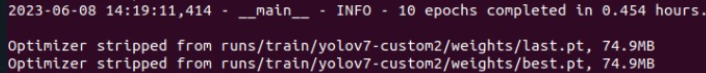 2023-06-08 14:19:11,414 - __main__ - INFO - 10 epochs completed in 0.454 hours.
Optimizer stripped from runs/train/yolov7-custom2/weights/last.pt, 74.9MB
Optimizer stripped from runs/train/yolov7-custom2/weights/best.pt, 74.9MB